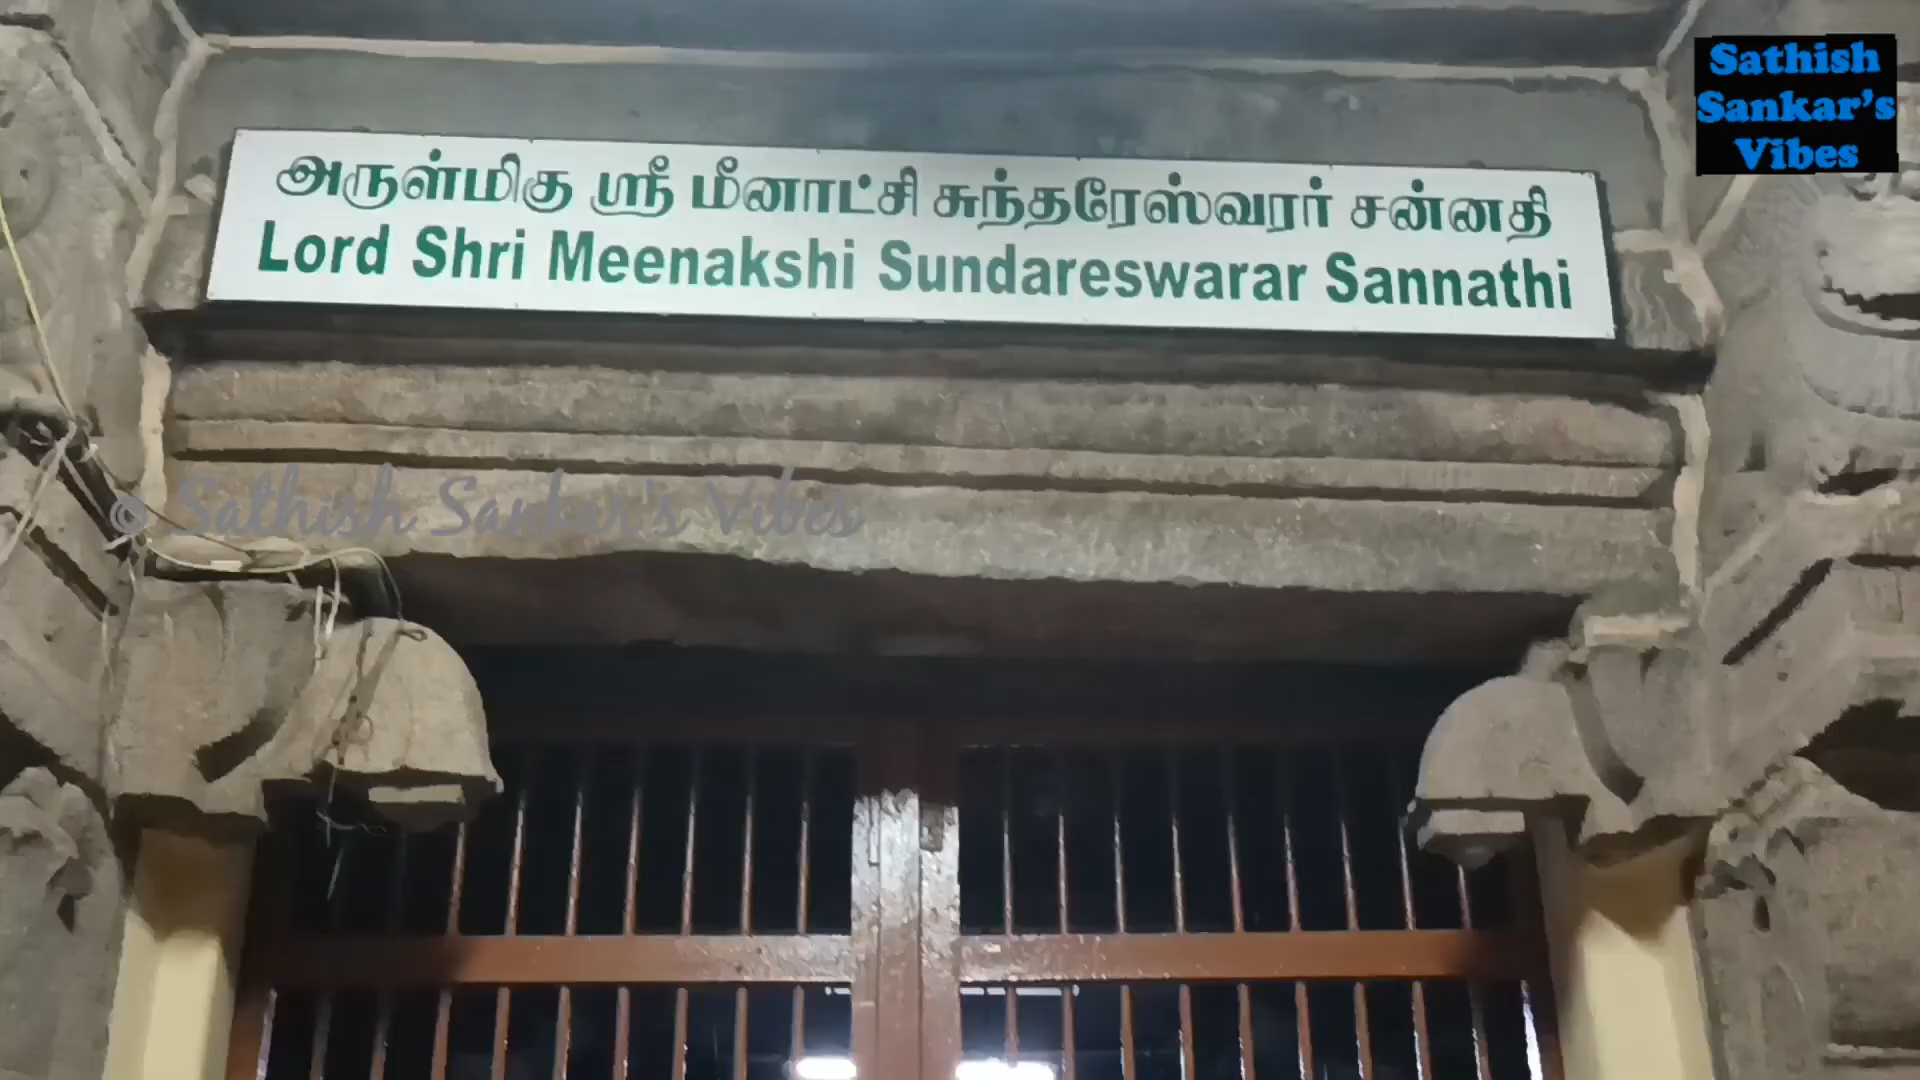 Sathish
Sankar's
Vibes
அருள்மிகு ஸ்ரீ மீனாட்சி சுந்தரேஸ்வரர் சன்னதி
Lord Shri Meenakshi Sundareswarar Sannathi
© Sathish Sankar's Vibes